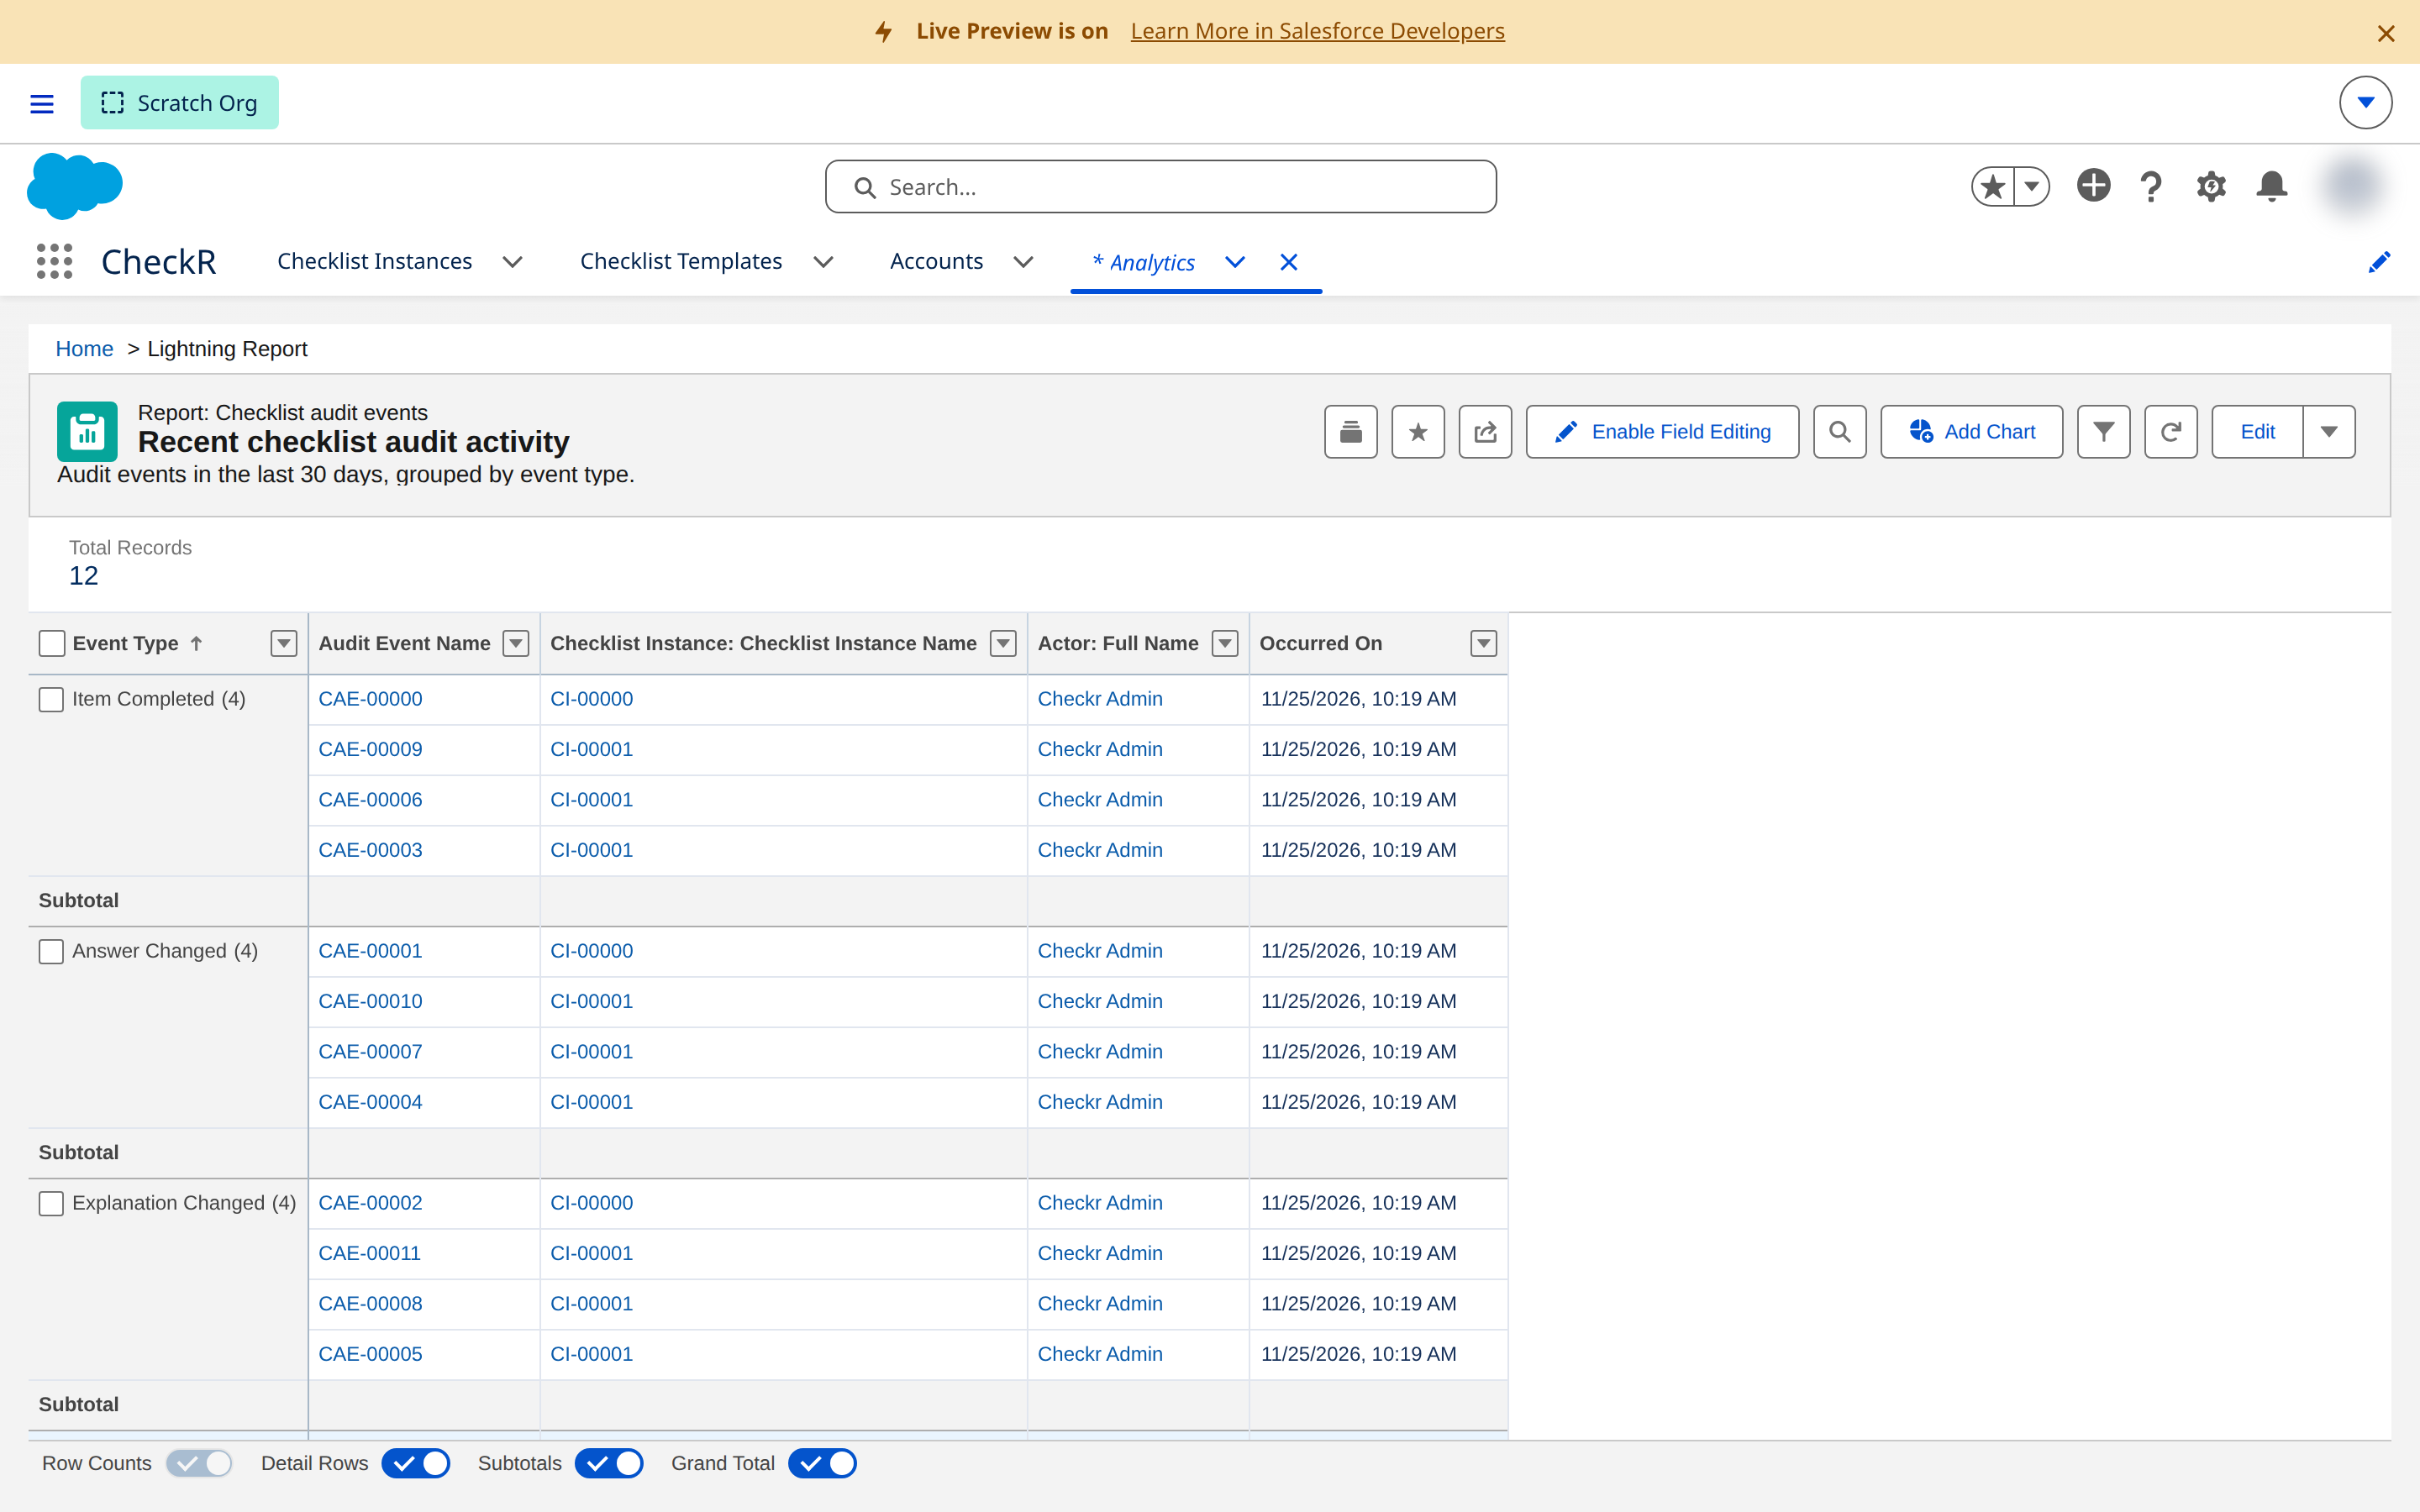 Live Preview is on Learn More in Salesforce Developers
Scratch Org
Search...
CheckR Checklist Instances Checklist Templates Accounts * Analytics
Home > Lightning Report
Report: Checklist audit events
Recent checklist audit activity
Audit events in the last 30 days, grouped by event type.
Enable Field Editing Add Chart Edit
Total Records
12
Event Type ↑ Audit Event Name Checklist Instance: Checklist Instance Name Actor: Full Name Occurred On
Item Completed (4) CAE-00000 CI-00000 Checkr Admin 11/25/2026, 10:19 AM
CAE-00009 CI-00001 Checkr Admin 11/25/2026, 10:19 AM
CAE-00006 CI-00001 Checkr Admin 11/25/2026, 10:19 AM
CAE-00003 CI-00001 Checkr Admin 11/25/2026, 10:19 AM
Subtotal
Answer Changed (4) CAE-00001 CI-00000 Checkr Admin 11/25/2026, 10:19 AM
CAE-00010 CI-00001 Checkr Admin 11/25/2026, 10:19 AM
CAE-00007 CI-00001 Checkr Admin 11/25/2026, 10:19 AM
CAE-00004 CI-00001 Checkr Admin 11/25/2026, 10:19 AM
Subtotal
Explanation Changed (4) CAE-00002 CI-00000 Checkr Admin 11/25/2026, 10:19 AM
CAE-00011 CI-00001 Checkr Admin 11/25/2026, 10:19 AM
CAE-00008 CI-00001 Checkr Admin 11/25/2026, 10:19 AM
CAE-00005 CI-00001 Checkr Admin 11/25/2026, 10:19 AM
Subtotal
Row Counts Detail Rows Subtotals Grand Total